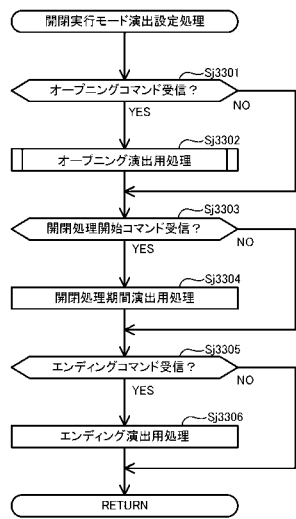 開閉実行モード演出設定処理
Sj3301
オープニングコマンド受信？
YES
NO
Sj3302
オープニング演出用処理
Sj3303
開閉処理開始コマンド受信？
YES
NO
Sj3304
開閉処理期間演出用処理
Sj3305
エンディングコマンド受信？
YES
NO
Sj3306
エンディング演出用処理
RETURN